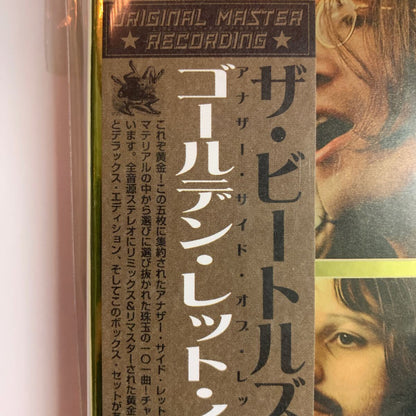 ORIGINAL MASTER
★ RECORDING ★
ザ・ビートルズ
アナザー・サイド・オブ・レッ
ゴールデン・レット・イ
これぞ黄金！この五枚に集約されたアナザー・サイド・レット
マテリアルの中から選びに選び抜かれた珠玉の一〇一曲！チャ
います。全音源ステレオにリミックス&リマスターされた黄金
とデラックス・エディション、そしてこのボックス・セットがあ